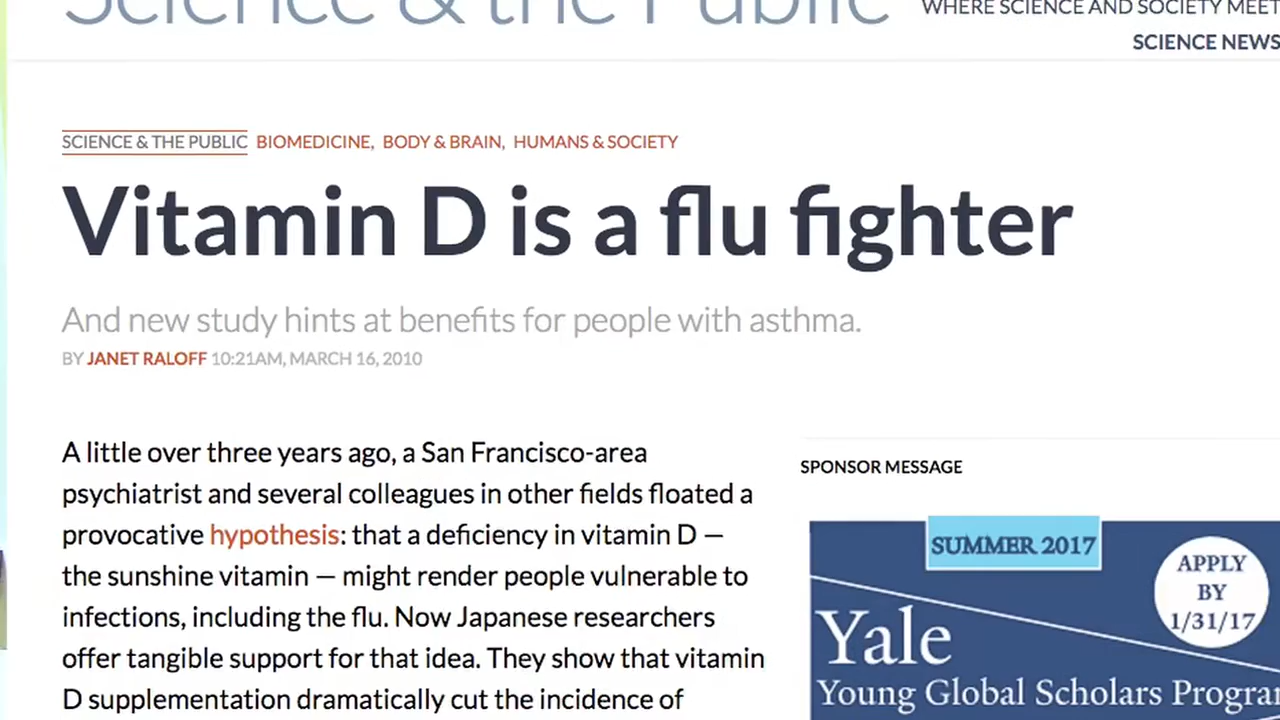 Science & the Public
WHERE SCIENCE AND SOCIETY MEET
SCIENCE NEWS
SCIENCE & THE PUBLIC BIOMEDICINE, BODY & BRAIN, HUMANS & SOCIETY
Vitamin D is a flu fighter
And new study hints at benefits for people with asthma.
BY JANET RALOFF 10:21AM, MARCH 16, 2010
A little over three years ago, a San Francisco-area
psychiatrist and several colleagues in other fields floated a
provocative hypothesis: that a deficiency in vitamin D —
the sunshine vitamin — might render people vulnerable to
infections, including the flu. Now Japanese researchers
offer tangible support for that idea. They show that vitamin
D supplementation dramatically cut the incidence of
SPONSOR MESSAGE
SUMMER 2017
APPLY
BY
1/31/17
Yale
Young Global Scholars Program